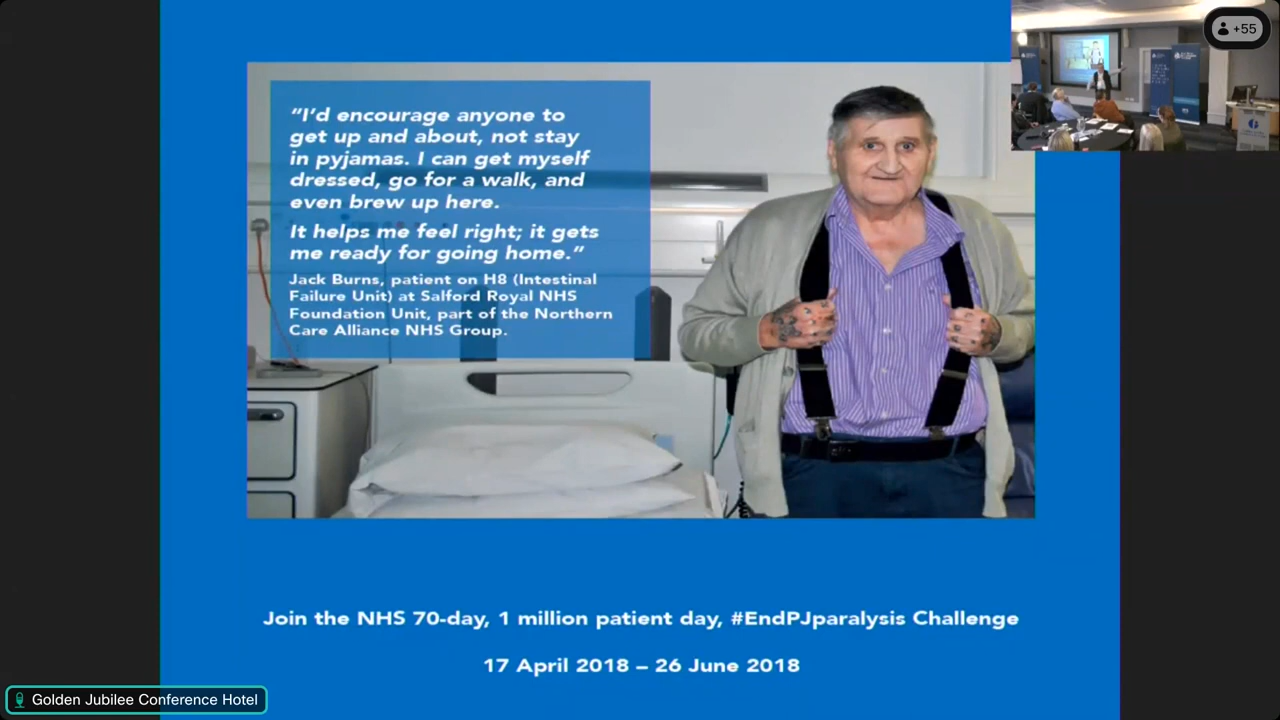 +55
“I’d encourage anyone to
get up and about, not stay
in pyjamas. I can get myself
dressed, go for a walk, and
even brew up here.
It helps me feel right; it gets
me ready for going home.”
Jack Burns, patient on H8 (Intestinal
Failure Unit) at Salford Royal NHS
Foundation Unit, part of the Northern
Care Alliance NHS Group.
Join the NHS 70-day, 1 million patient day, #EndPJparalysis Challenge
17 April 2018 – 26 June 2018
Golden Jubilee Conference Hotel